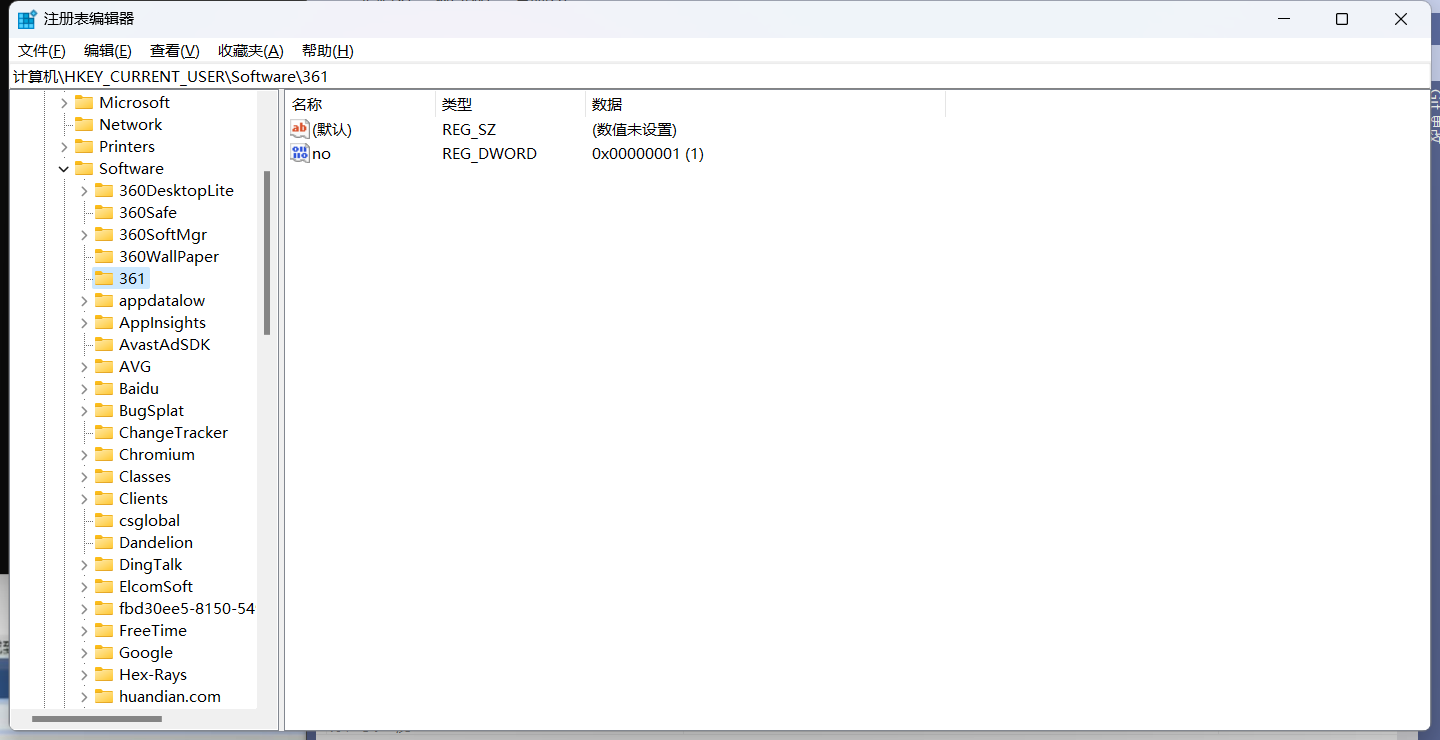 注册表编辑器
文件(F) 编辑(E) 查看(V) 收藏夹(A) 帮助(H)
计算机\HKEY_CURRENT_USER\Software\361
Microsoft
Network
Printers
Software
360DesktopLite
360Safe
360SoftMgr
360WallPaper
361
appdatalow
AppInsights
AvastAdSDK
AVG
Baidu
BugSplat
ChangeTracker
Chromium
Classes
Clients
csglobal
Dandelion
DingTalk
ElcomSoft
fbd30ee5-8150-54
FreeTime
Google
Hex-Rays
huandian.com
名称 类型 数据
(默认) REG_SZ (数值未设置)
no REG_DWORD 0x00000001 (1)